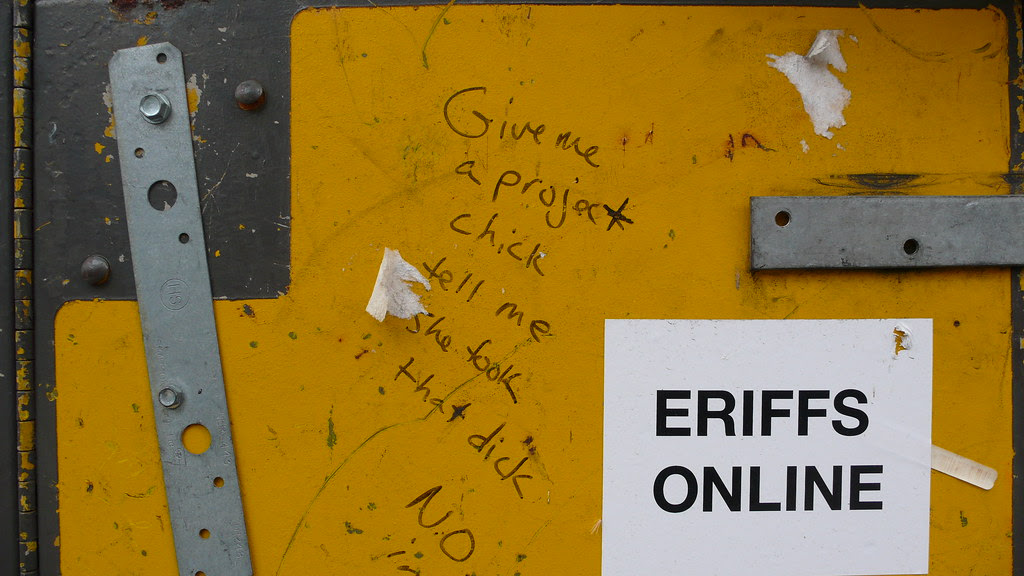 Give me
a project
chick
tell me
she took
that dick
N.O
ERIFFS
ONLINE